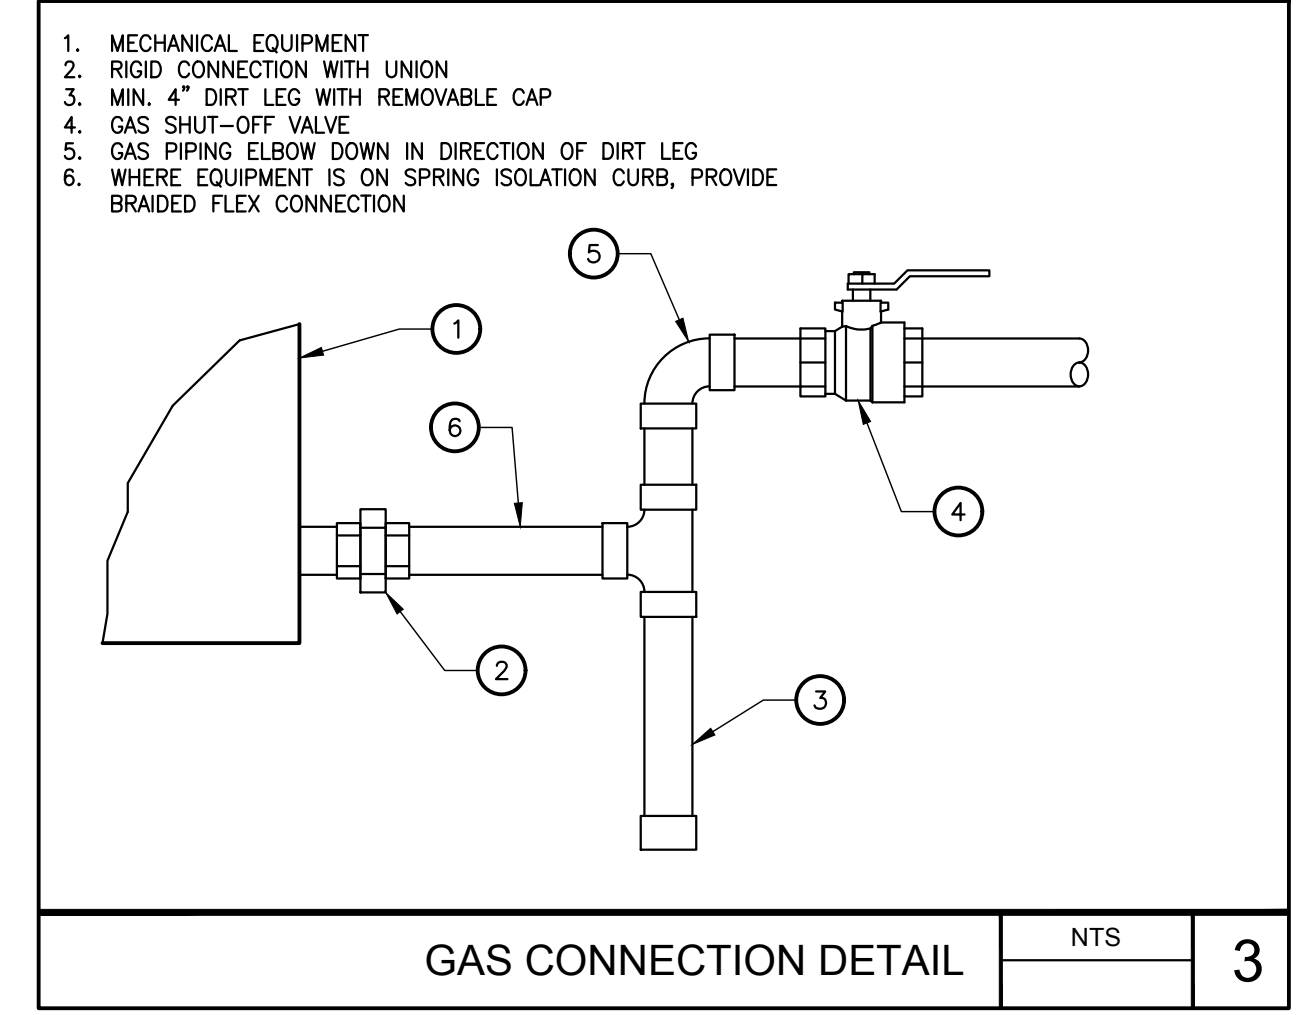 1. MECHANICAL EQUIPMENT
2. RIGID CONNECTION WITH UNION
3. MIN. 4" DIRT LEG WITH REMOVABLE CAP
4. GAS SHUT-OFF VALVE
5. GAS PIPING ELBOW DOWN IN DIRECTION OF DIRT LEG
6. WHERE EQUIPMENT IS ON SPRING ISOLATION CURB, PROVIDE
BRAIDED FLEX CONNECTION
5
1
6
4
2
3
GAS CONNECTION DETAIL
NTS
3